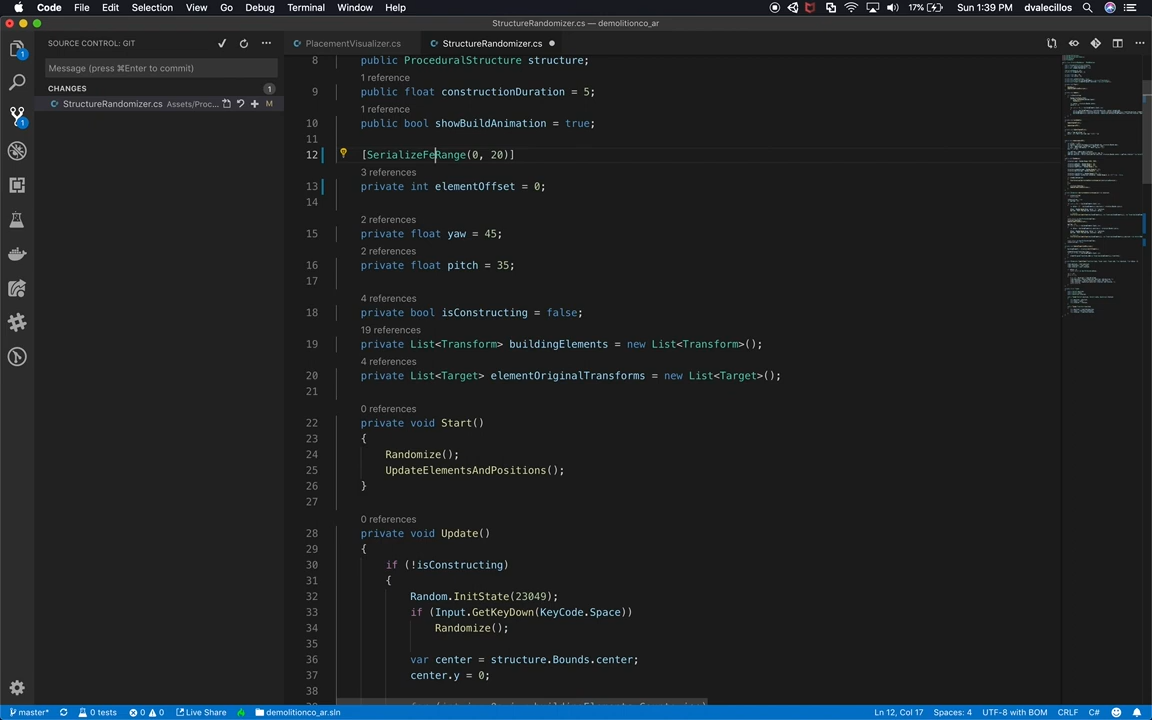 Code File Edit Selection View Go Debug Terminal Window Help 17% Sun 1:39 PM dvalecillos
StructureRandomizer.cs — demolitionco_ar
SOURCE CONTROL: GIT
PlacementVisualizer.cs StructureRandomizer.cs
Message (press ⌘Enter to commit)
CHANGES 1
StructureRandomizer.cs Assets/Proc... M
8 public ProceduralStructure structure;
1 reference
9 public float constructionDuration = 5;
1 reference
10 public bool showBuildAnimation = true;
11
12 [SerializeFeRange(0, 20)]
3 references
13 private int elementOffset = 0;
14
2 references
15 private float yaw = 45;
2 references
16 private float pitch = 35;
17
4 references
18 private bool isConstructing = false;
19 references
19 private List<Transform> buildingElements = new List<Transform>();
4 references
20 private List<Target> elementOriginalTransforms = new List<Target>();
21
0 references
22 private void Start()
23 {
24 Randomize();
25 UpdateElementsAndPositions();
26 }
27
0 references
28 private void Update()
29 {
30 if (!isConstructing)
31 {
32 Random.InitState(23049);
33 if (Input.GetKeyDown(KeyCode.Space))
34 Randomize();
35
36 var center = structure.Bounds.center;
37 center.y = 0;
38
master* 0 tests 0 0 Live Share demolitionco_ar.sln Ln 12, Col 17 Spaces: 4 UTF-8 with BOM CRLF C#